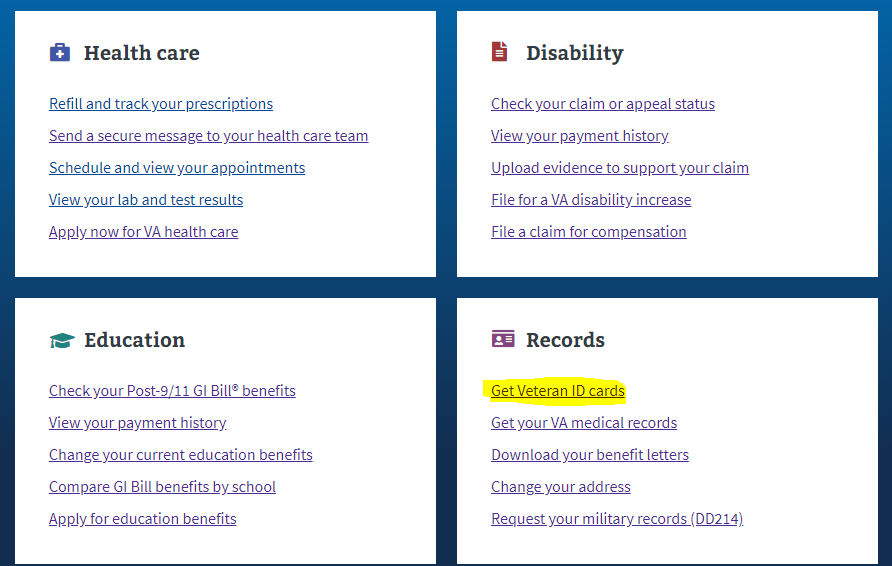 Health care
Refill and track your prescriptions
Send a secure message to your health care team
Schedule and view your appointments
View your lab and test results
Apply now for VA health care
Disability
Check your claim or appeal status
View your payment history
Upload evidence to support your claim
File for a VA disability increase
File a claim for compensation
Education
Check your Post-9/11 GI Bill® benefits
View your payment history
Change your current education benefits
Compare GI Bill benefits by school
Apply for education benefits
Records
Get Veteran ID cards
Get your VA medical records
Download your benefit letters
Change your address
Request your military records (DD214)